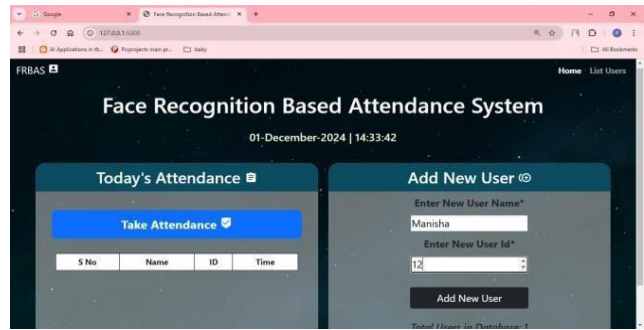 Google
Face Recognition Based Attend
127.0.0.1:5000
AI Applications in th...
Picprojects main pr...
baby
All Bookmarks
FRBAS
Home List Users
Face Recognition Based Attendance System
01-December-2024 | 14:33:42
Today's Attendance
Take Attendance
S No Name ID Time
Add New User
Enter New User Name*
Manisha
Enter New User Id*
12
Add New User
Total Users in Database: 1